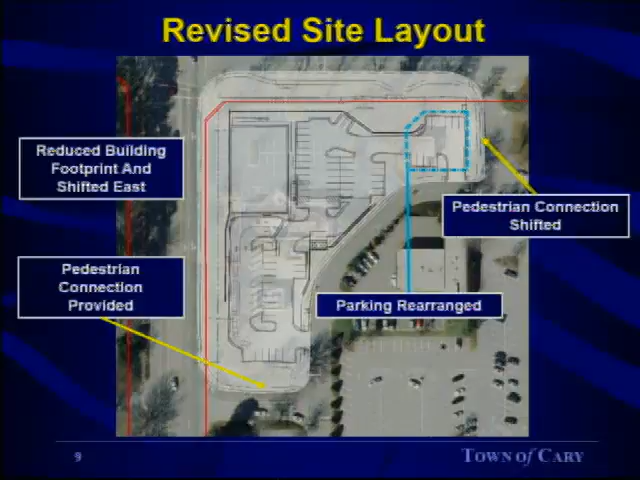 Revised Site Layout
Reduced Building
Footprint And
Shifted East
Pedestrian Connection
Shifted
Pedestrian
Connection
Provided
Parking Rearranged
9
TOWN of CARY